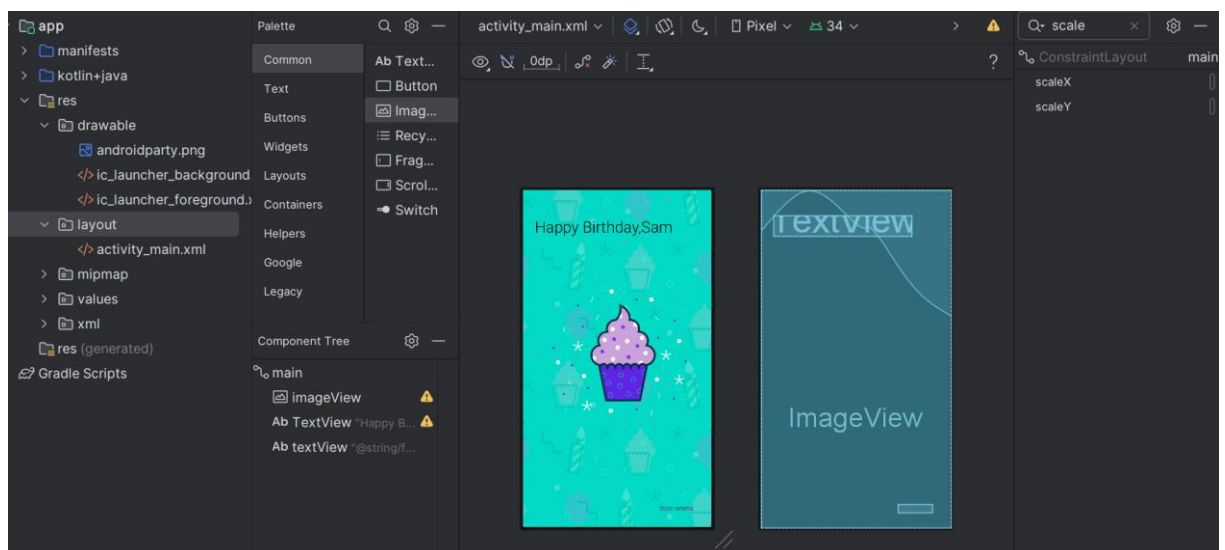 app
manifests
kotlin+java
res
drawable
androidparty.png
ic_launcher_background
ic_launcher_foreground.x
layout
activity_main.xml
mipmap
values
xml
res (generated)
Gradle Scripts
Palette
Common
Text
Buttons
Widgets
Layouts
Containers
Helpers
Google
Legacy
Ab Text...
Button
Imag...
Recy...
Frag...
Scrol...
Switch
Component Tree
main
imageView
Ab TextView "Happy B...
Ab textView "@string/f...
activity_main.xml
Pixel
34
0dp
?
Happy Birthday,Sam
TextView
ImageView
scale
ConstraintLayout main
scaleX
scaleY